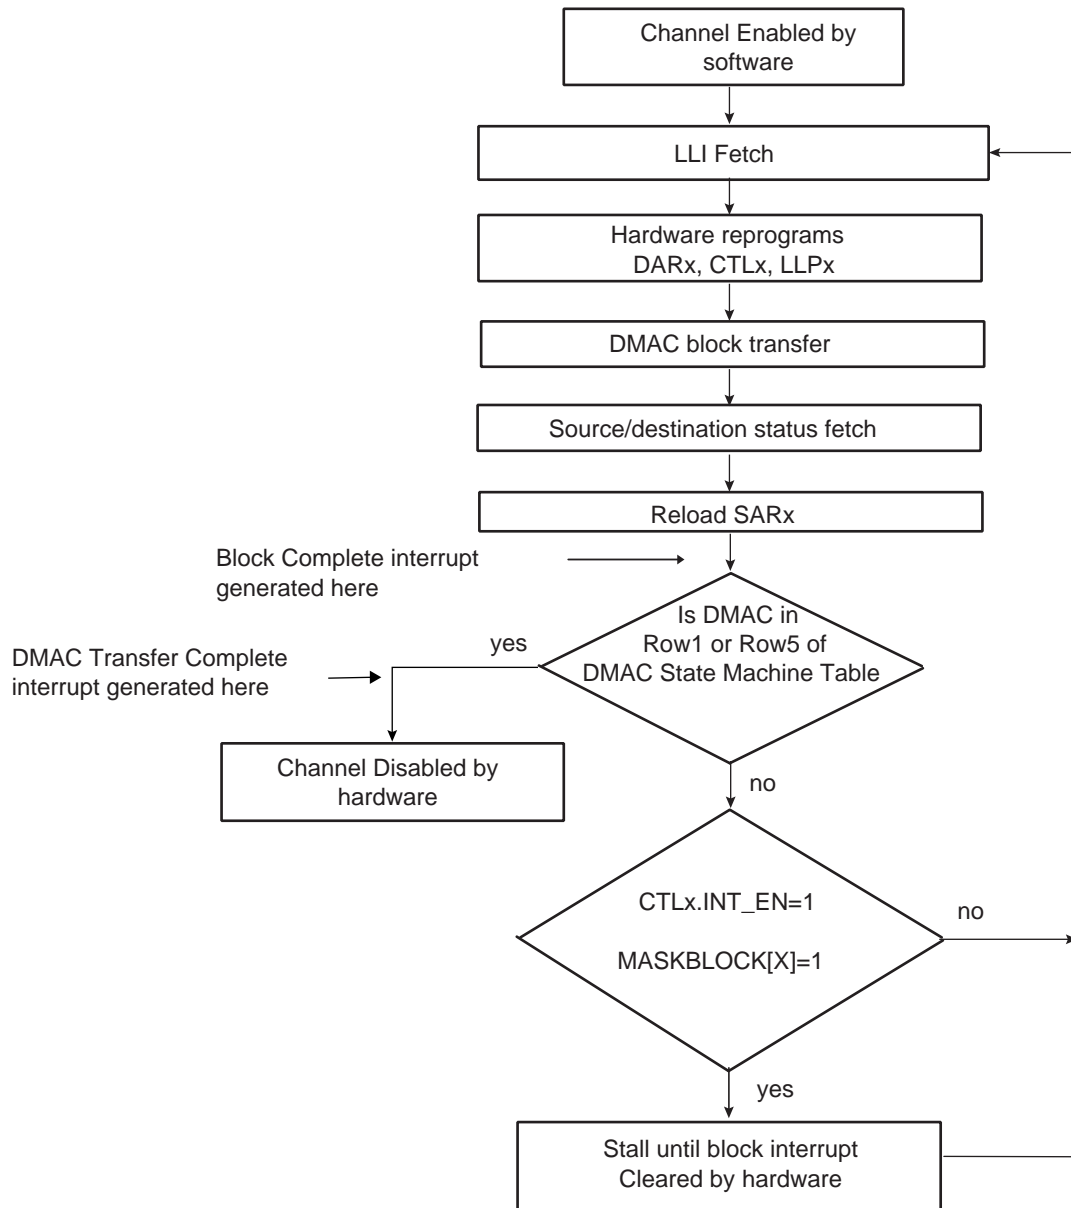 Channel Enabled by
software
LLI Fetch
Hardware reprograms
DARx, CTLx, LLPx
DMAC block transfer
Source/destination status fetch
Reload SARx
Block Complete interrupt
generated here
Is DMAC in
Row1 or Row5 of
DMAC State Machine Table
yes
DMAC Transfer Complete
interrupt generated here
Channel Disabled by
hardware
no
CTLx.INT_EN=1
MASKBLOCK[X]=1
no
yes
Stall until block interrupt
Cleared by hardware